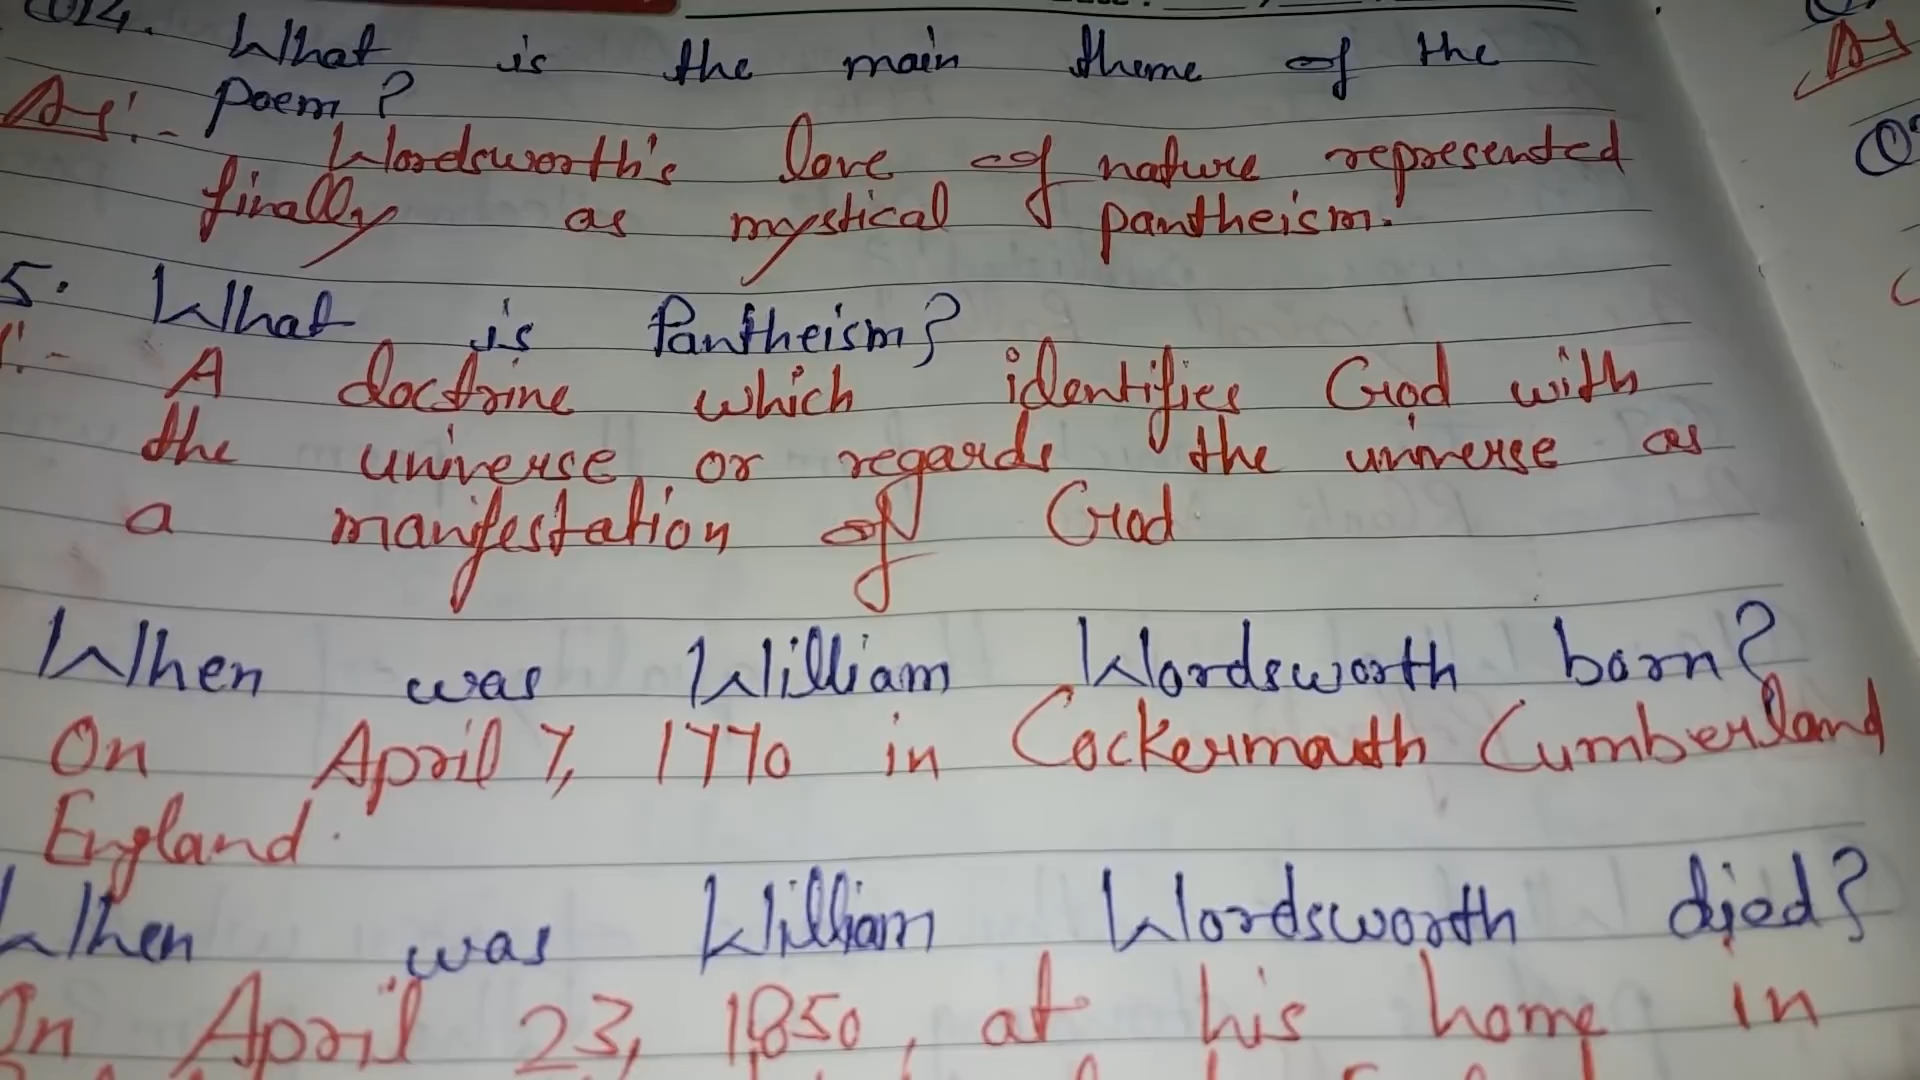 Q14. What is the main theme of the
Poem?
Ans:- Wordsworth's love of nature represented
finally as mystical pantheism.
5. What is Pantheism?
:- A doctrine which identifies God with
the universe or regards the universe as
a manifestation of God
When was William Wordsworth born?
On April 7, 1770 in Cockermouth Cumberland
England.
When was William Wordsworth died?
On April 23, 1850, at his home in